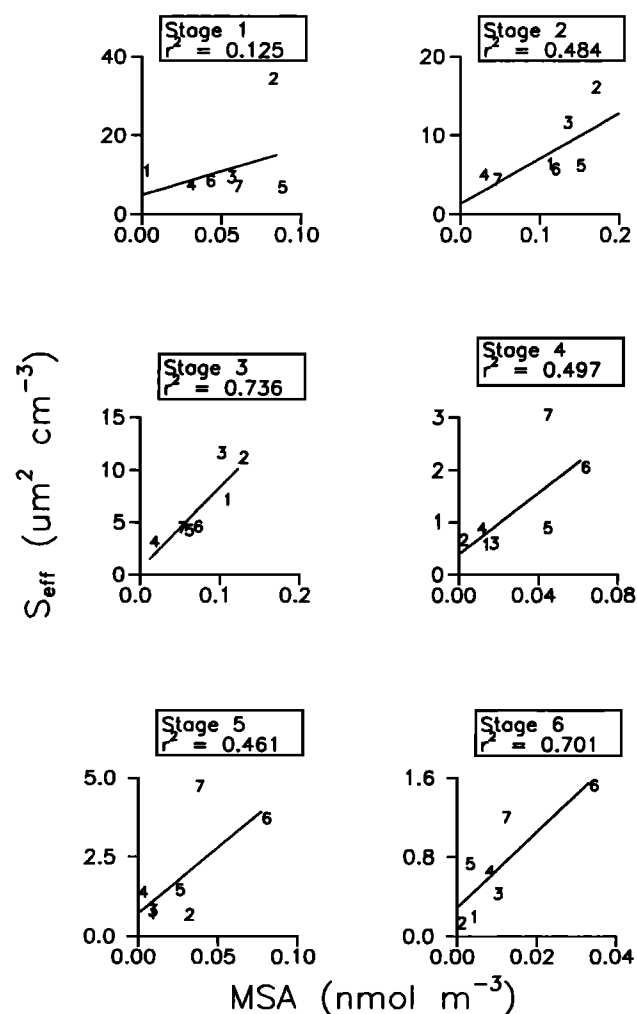 Stage 1
r² = 0.125
40
20
0
1 4 6 3 7 2 5
0.00 0.05 0.10
Stage 2
r² = 0.484
20
10
0
4 7 1 6 3 5 2
0.0 0.1 0.2
Stage 3
r² = 0.736
15
10
5
0
4 7 5 6 3 1 2
0.0 0.1 0.2
Stage 4
r² = 0.497
3
2
1
0
2 4 1 3 7 5 6
0.00 0.04 0.08
Stage 5
r² = 0.461
5.0
2.5
0.0
4 3 5 2 7 6
0.00 0.05 0.10
Stage 6
r² = 0.701
1.6
0.8
0.0
2 5 1 4 3 7 6
0.00 0.02 0.04
S_eff (um² cm⁻³)
MSA (nmol m⁻³)